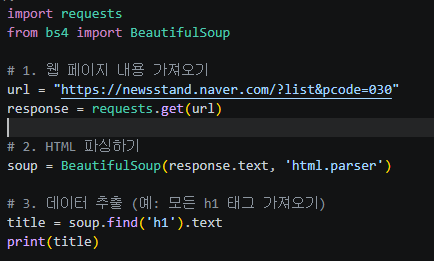 import requests
from bs4 import BeautifulSoup
# 1. 웹 페이지 내용 가져오기
url = "https://newsstand.naver.com/?list&pcode=030"
response = requests.get(url)
# 2. HTML 파싱하기
soup = BeautifulSoup(response.text, 'html.parser')
# 3. 데이터 추출 (예: 모든 h1 태그 가져오기)
title = soup.find('h1').text
print(title)